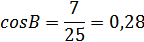 cosB = 7/25 = 0,28